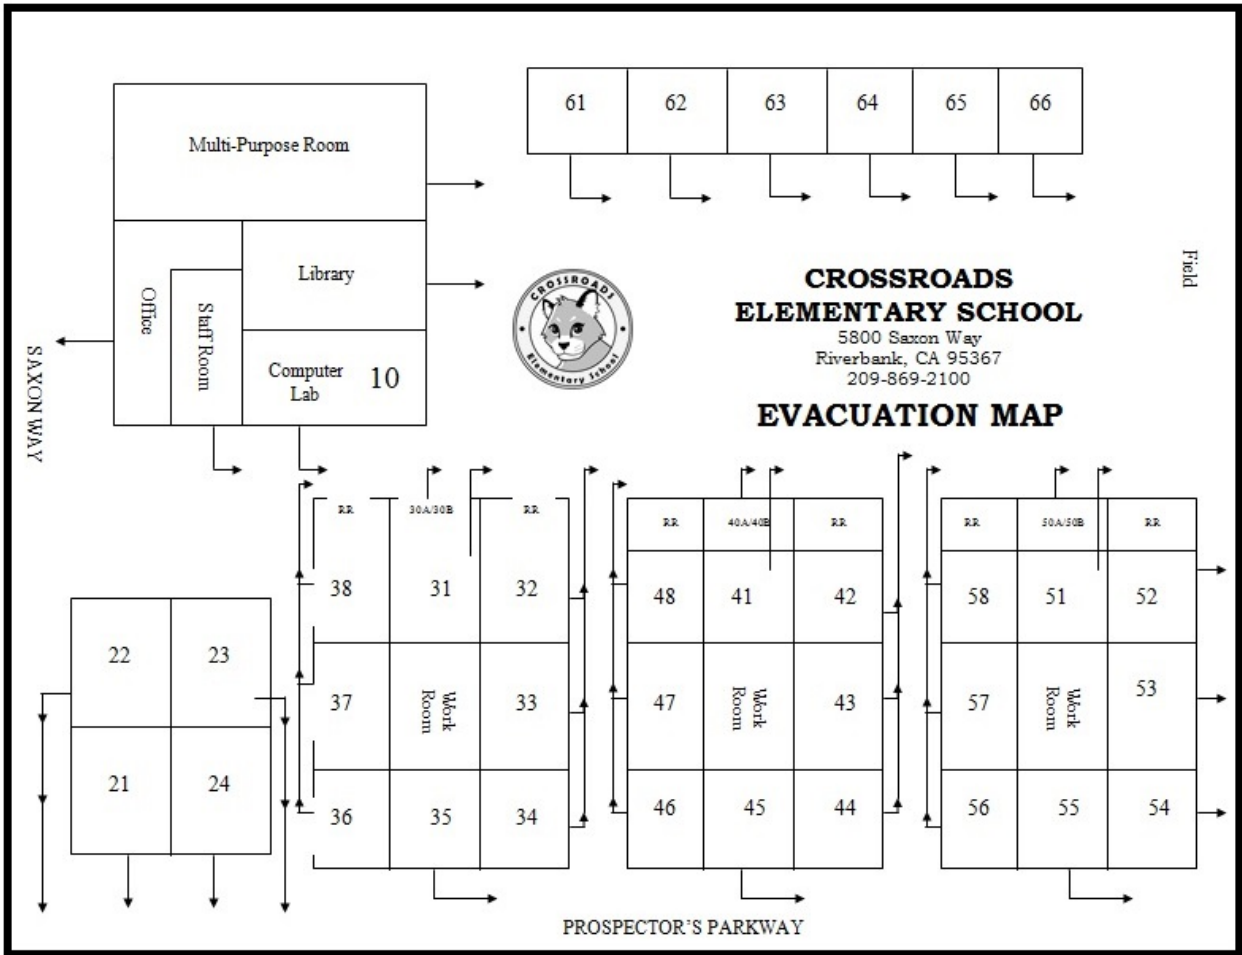 61 62 63 64 65 66
Multi-Purpose Room
Library
Office
Staff Room
Computer
Lab
10
SAXON WAY
CROSSROADS
Elementary School
Field
CROSSROADS
ELEMENTARY SCHOOL
5800 Saxon Way
Riverbank, CA 95367
209-869-2100
EVACUATION MAP
22 23
21 24
RR 30A/30B RR
38 31 32
37 Work 33
Room
36 35 34
RR 40A/40B RR
48 41 42
47 Work 43
Room
46 45 44
RR 50A/50B RR
58 51 52
57 Work 53
Room
56 55 54
PROSPECTOR’S PARKWAY